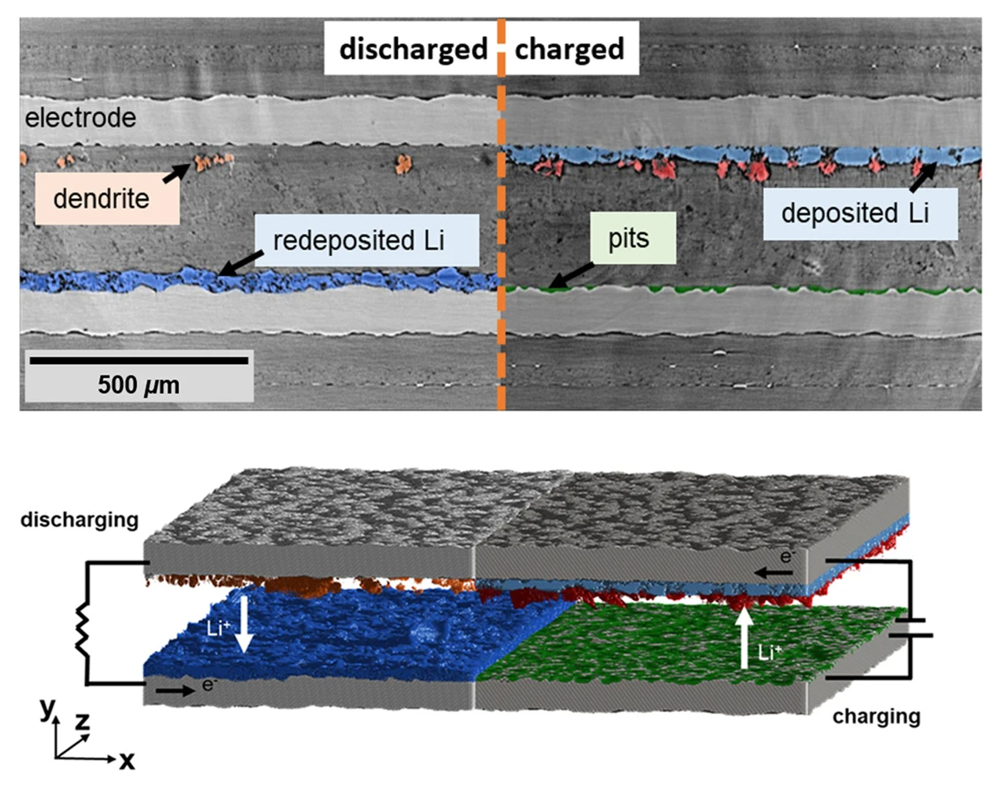 discharged
charged
electrode
dendrite
deposited Li
redeposited Li
pits
500 µm
discharging
e-
Li+
Li+
e-
charging
y
z
x